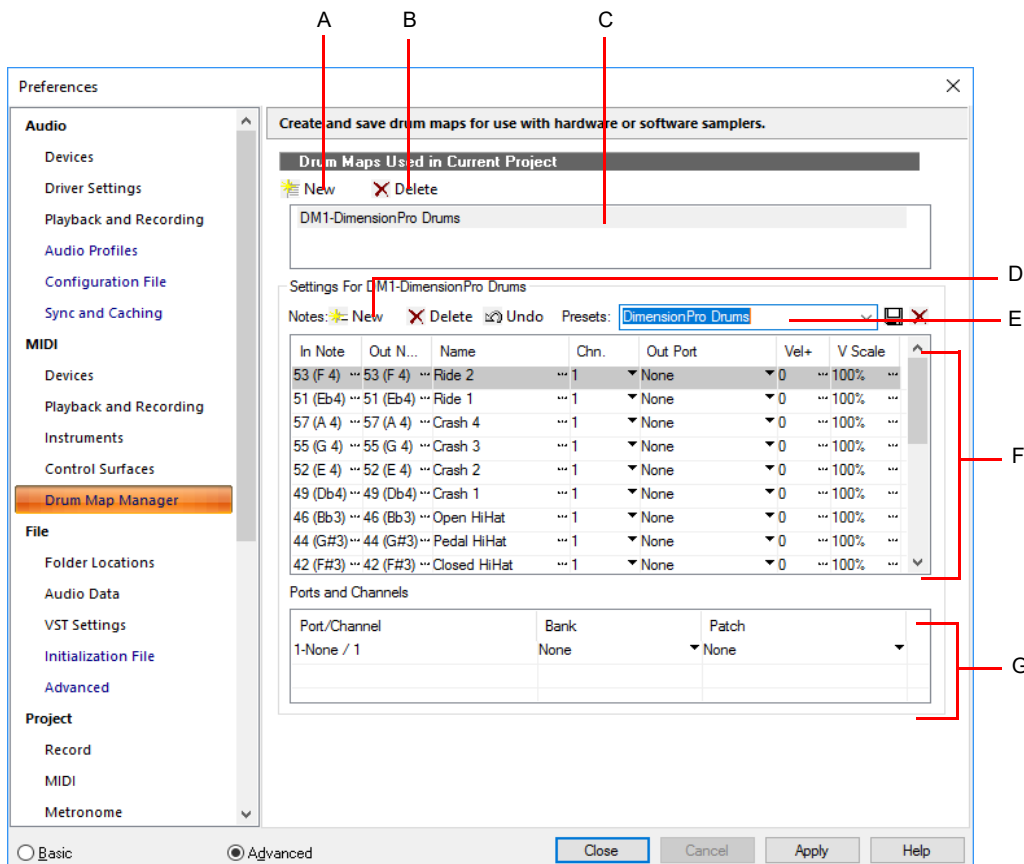 A B C
Preferences
Audio
Devices
Driver Settings
Playback and Recording
Audio Profiles
Configuration File
Sync and Caching
MIDI
Devices
Playback and Recording
Instruments
Control Surfaces
Drum Map Manager
File
Folder Locations
Audio Data
VST Settings
Initialization File
Advanced
Project
Record
MIDI
Metronome
Basic Advanced
Create and save drum maps for use with hardware or software samplers.
Drum Maps Used in Current Project
New Delete
DM1-DimensionPro Drums
Settings For DM1-DimensionPro Drums
Notes: New Delete Undo Presets: DimensionPro Drums
In Note Out N... Name Chn. Out Port Vel+ V Scale
53 (F 4) ... 53 (F 4) ... Ride 2 ... 1 None 0 ... 100% ...
51 (Eb4) ... 51 (Eb4) ... Ride 1 ... 1 None 0 ... 100% ...
57 (A 4) ... 57 (A 4) ... Crash 4 ... 1 None 0 ... 100% ...
55 (G 4) ... 55 (G 4) ... Crash 3 ... 1 None 0 ... 100% ...
52 (E 4) ... 52 (E 4) ... Crash 2 ... 1 None 0 ... 100% ...
49 (Db4) ... 49 (Db4) ... Crash 1 ... 1 None 0 ... 100% ...
46 (Bb3) ... 46 (Bb3) ... Open HiHat ... 1 None 0 ... 100% ...
44 (G#3) ... 44 (G#3) ... Pedal HiHat ... 1 None 0 ... 100% ...
42 (F#3) ... 42 (F#3) ... Closed HiHat ... 1 None 0 ... 100% ...
Ports and Channels
Port/Channel Bank Patch
1-None / 1 None None
Close Cancel Apply Help
D
E
F
G